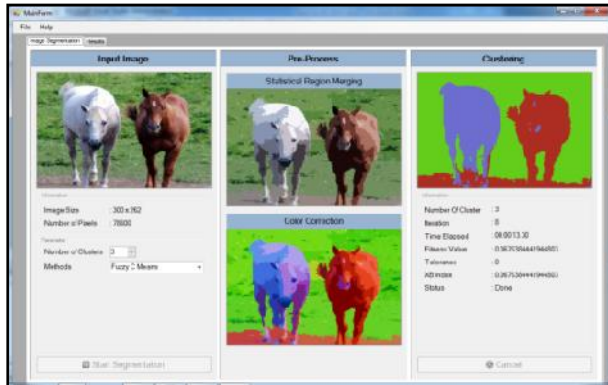 MainForm
File Help
Image Segmentation Results
Input Image
Image Size : 300 x 262
Number of Pixels : 78600
Number of Clusters 3
Methods Fuzzy C Means
Start Segmentation
Pre-Process
Statistical Region Merging
Color Correction
Clustering
Number Of Cluster : 3
Iteration
Time Elapsed
Fitness Value
Tolerance : 0
XB Index
Status : Done
Cancel